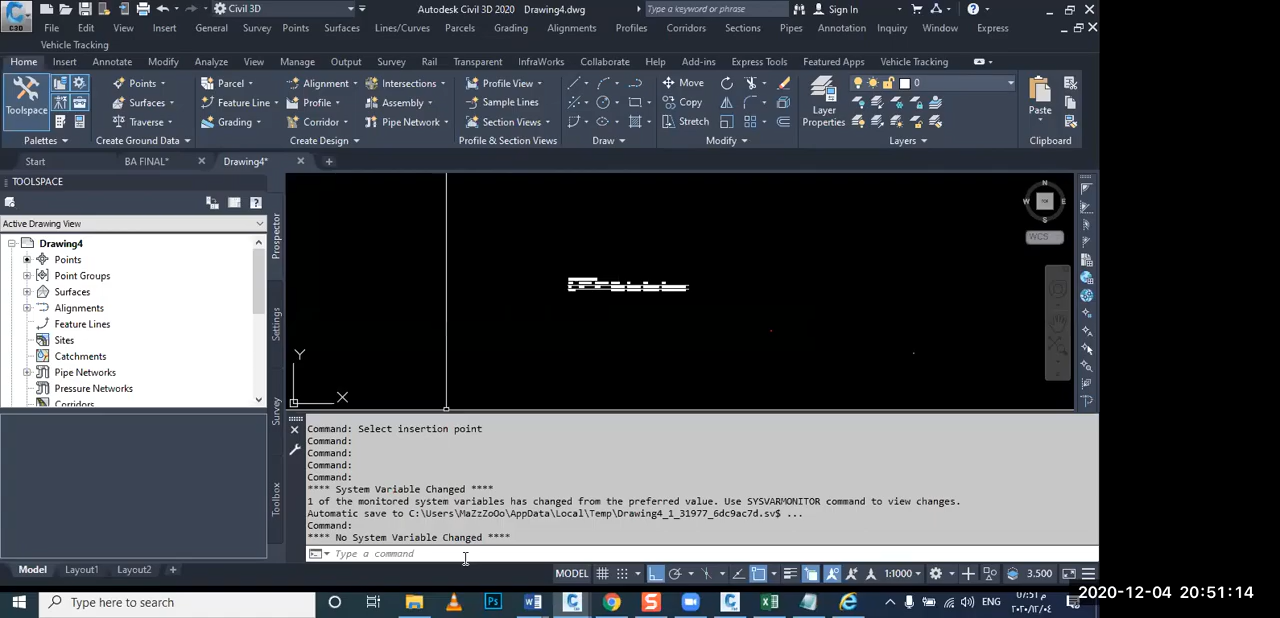 Civil 3D
Autodesk Civil 3D 2020 Drawing4.dwg
Type a keyword or phrase
Sign In
File Edit View Insert General Survey Points Surfaces Lines/Curves Parcels Grading Alignments Profiles Corridors Sections Pipes Annotation Inquiry Window Express
Vehicle Tracking
Home Insert Annotate Modify Analyze View Manage Output Survey Rail Transparent InfraWorks Collaborate Help Add-ins Express Tools Featured Apps Vehicle Tracking
Points Parcel Alignment Intersections Profile View Move 0
Toolspace Surfaces Feature Line Profile Assembly Sample Lines Copy Layer Properties Paste
Traverse Grading Corridor Pipe Network Section Views Stretch
Palettes Create Ground Data Create Design Profile & Section Views Draw Modify Layers Clipboard
Start BA FINAL* Drawing4*
TOOLSPACE
Active Drawing View
Drawing4
Points
Point Groups
Surfaces
Alignments
Feature Lines
Sites
Catchments
Pipe Networks
Pressure Networks
Corridors
Prospector
Settings
Survey
Toolbox
N
W TOP E
S
WCS
Y
X
Command: Select insertion point
Command:
Command:
Command:
Command:
**** System Variable Changed ****
1 of the monitored system variables has changed from the preferred value. Use SYSVARMONITOR command to view changes.
Automatic save to C:\Users\MaZzZoOo\AppData\Local\Temp\Drawing4_1_31977_6dc9ac7d.sv$ ...
Command:
**** No System Variable Changed ****
Type a command
Model Layout1 Layout2 MODEL 1:1000 3.500
Type here to search
ENG
٠٧:٥١ م
٢٠٢٠/١٢/٠٤
2020-12-04 20:51:14